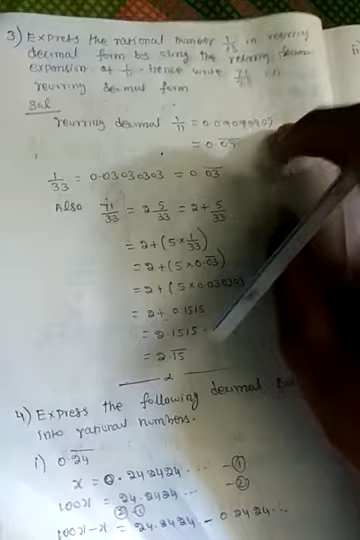 3) Express the rational number 1/33 in recurring
decimal form by using the recurring decimal
expansion of 1/11. Hence write 71/33 in
recurring decimal form
Sol
recurring decimal 1/11 = 0.09090909
= 0.09̅
1/33 = 0.03030303 = 0.0̅3̅
Also 71/33 = 2 5/33 = 2 + 5/33
= 2 + (5 × 1/33)
= 2 + (5 × 0.0̅3̅)
= 2 + (5 × 0.030303
= 2 + 0.1515
= 2.1515..
= 2.1̅5̅
4) Express the following decimal
into rational numbers.
i) 0.2̅4̅
x = 0.242424... —①
100x = 24.2424... —②
② - ①
100x-x = 24.2424 - 0.2424...